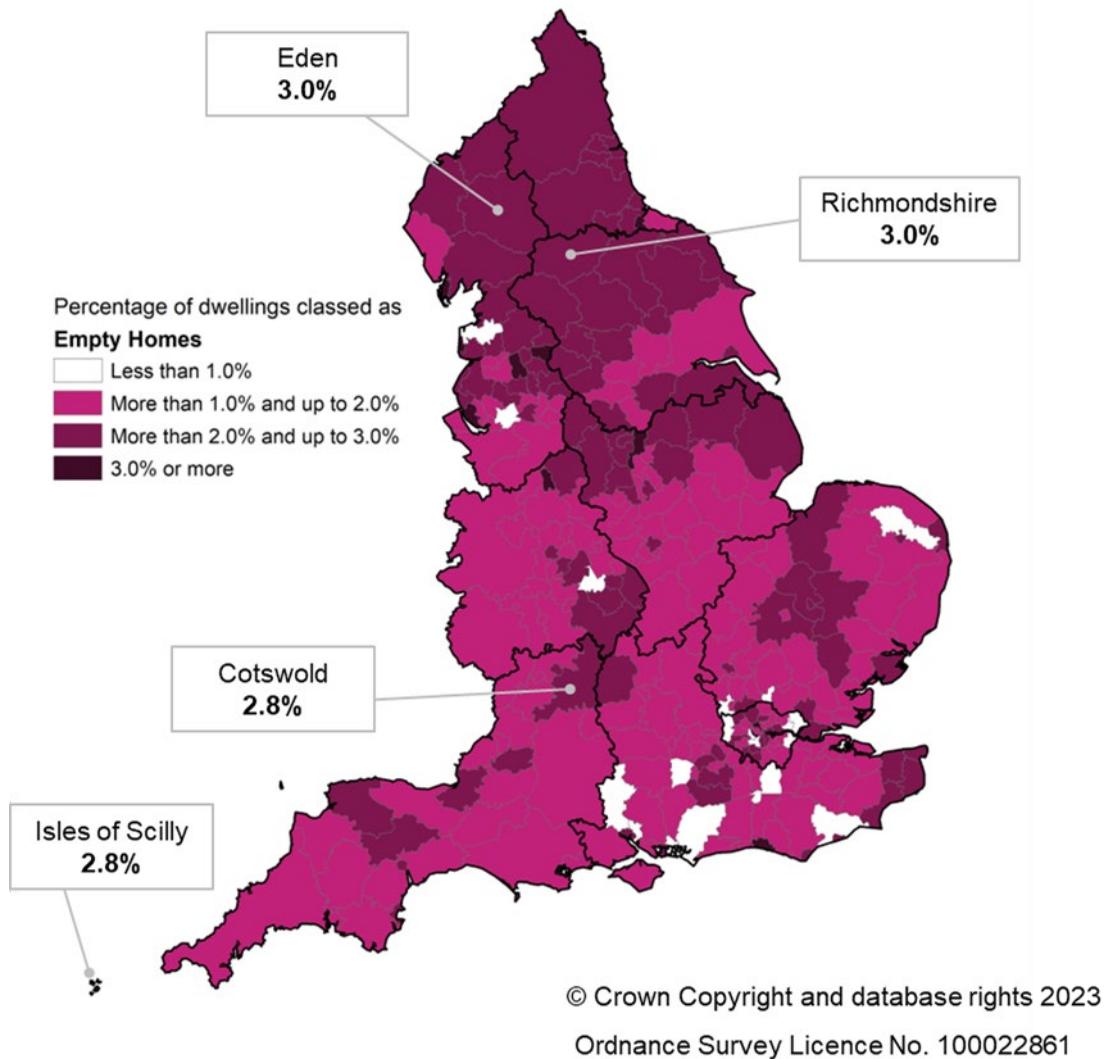 Eden
3.0%
Richmondshire
3.0%
Percentage of dwellings classed as
Empty Homes
Less than 1.0%
More than 1.0% and up to 2.0%
More than 2.0% and up to 3.0%
3.0% or more
Cotswold
2.8%
Isles of Scilly
2.8%
© Crown Copyright and database rights 2023
Ordnance Survey Licence No. 100022861